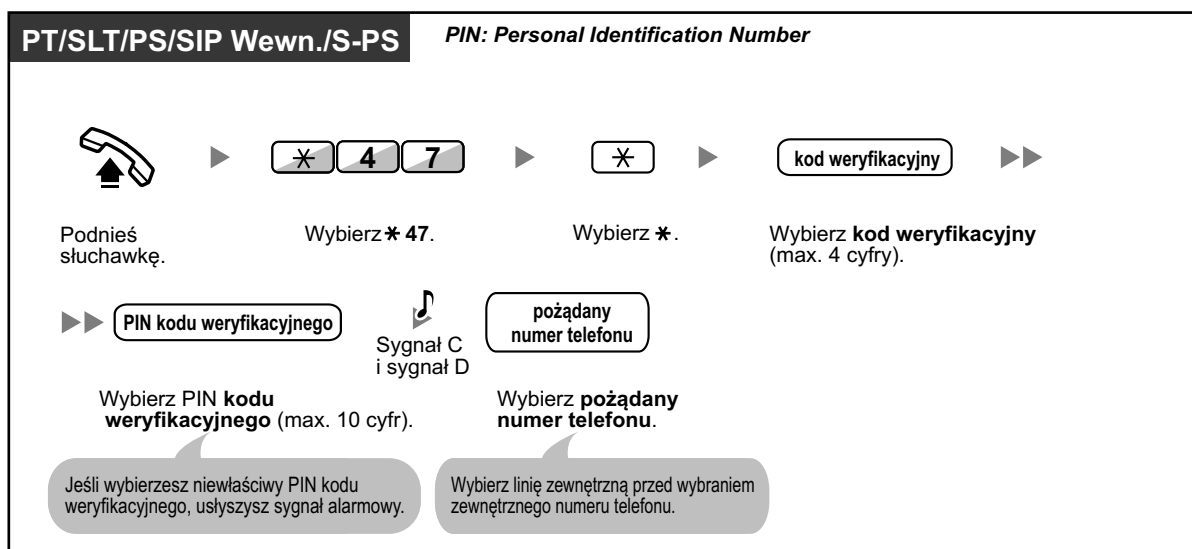 PT/SLT/PS/SIP Wewn./S-PS
PIN: Personal Identification Number
* 4 7
*
kod weryfikacyjny
Podnieś
słuchawkę.
Wybierz * 47.
Wybierz *.
Wybierz kod weryfikacyjny
(max. 4 cyfry).
PIN kodu weryfikacyjnego
Sygnał C
i sygnał D
pożądany
numer telefonu
Wybierz PIN kodu
weryfikacyjnego (max. 10 cyfr).
Wybierz pożądany
numer telefonu.
Jeśli wybierzesz niewłaściwy PIN kodu
weryfikacyjnego, usłyszysz sygnał alarmowy.
Wybierz linię zewnętrzną przed wybraniem
zewnętrznego numeru telefonu.